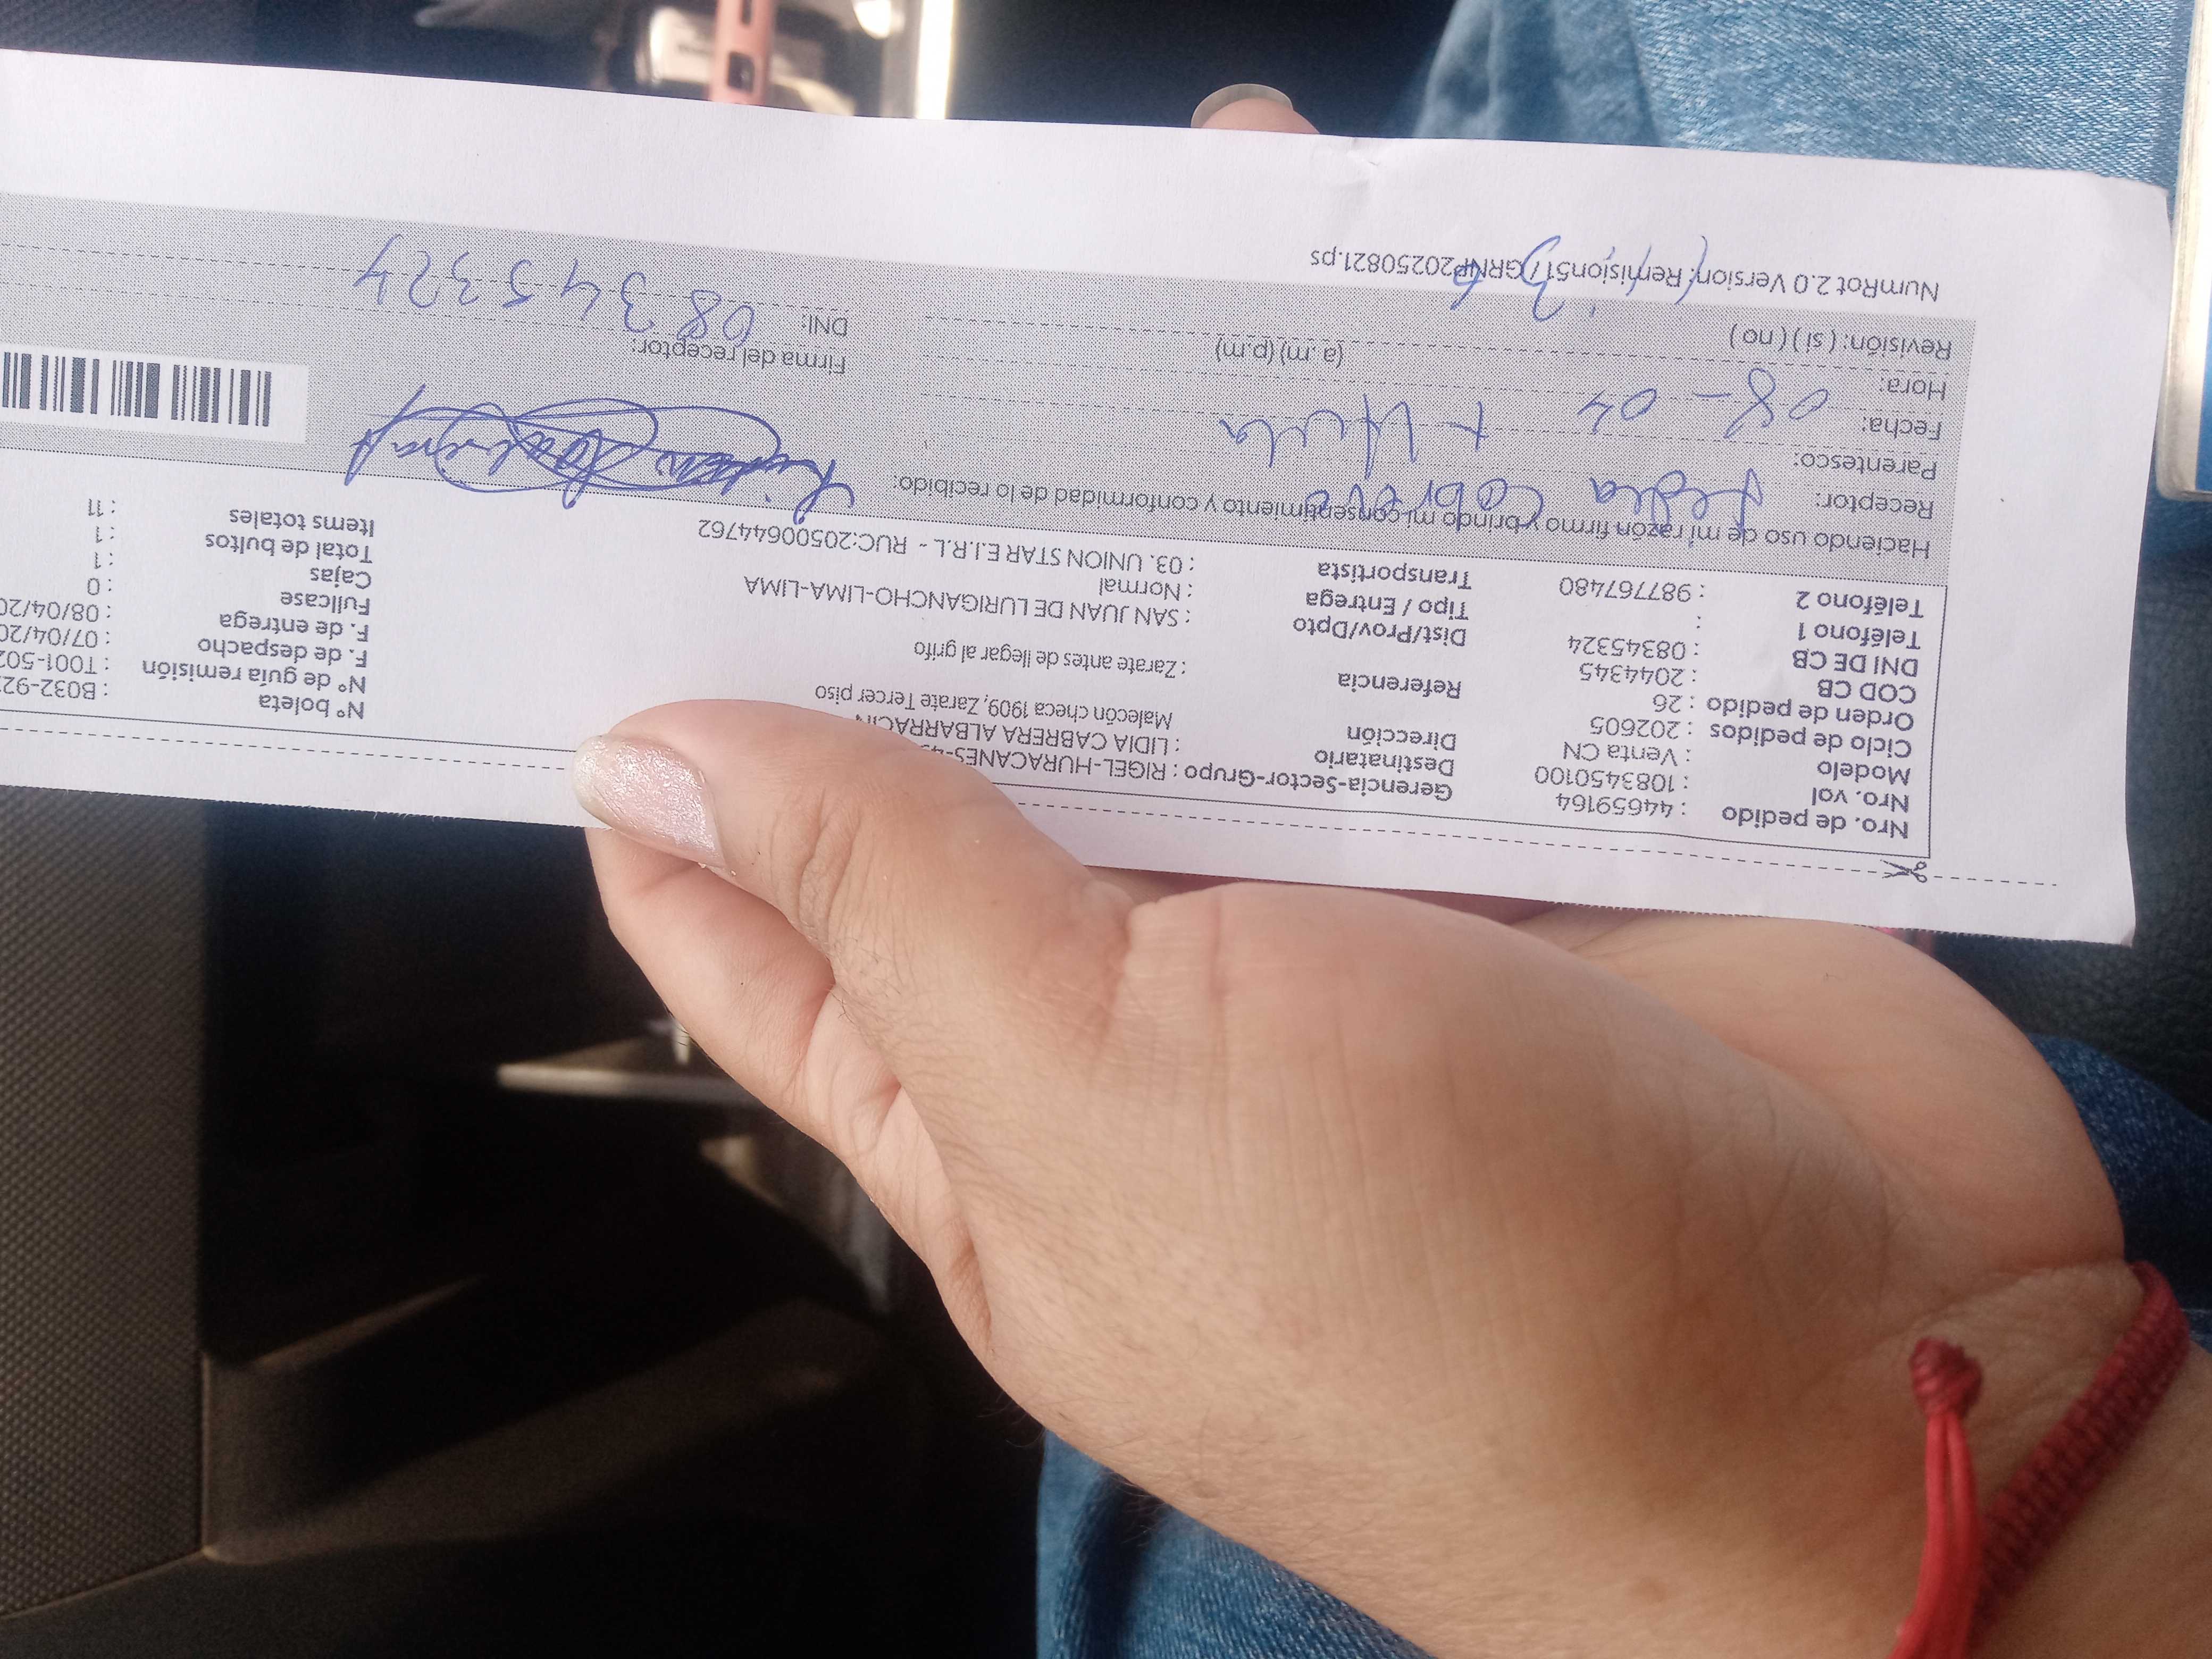 Nro. de pedido : 44659164
Nro. vol : 1083450100
Modelo : Venta CN
Ciclo de pedidos : 202605
Orden de pedido : 26
COD CB : 2044345
DNI DE CB : 08345324
Teléfono 1 :
Teléfono 2 : 987767480
Gerencia-Sector-Grupo : RIGEL-HURACANES-
Destinatario : LIDIA CABRERA ALBARRACIN
Dirección Malecón checa 1909, Zarate Tercer piso
Referencia : Zarate antes de llegar al grifo
Dist/Prov/Dpto : SAN JUAN DE LURIGANCHO-LIMA-LIMA
Tipo / Entrega : Normal
Transportista : 03. UNION STAR E.I.R.L - RUC:20500644762
N° boleta : B032-92
N° de guía remisión : T001-502
F. de despacho : 07/04/20
F. de entrega : 08/04/20
Fullcase : 0
Cajas : 1
Total de bultos : 1
Items totales : 11
Haciendo uso de mi razón firmo y brindo mi consentimiento y conformidad de lo recibido:
Receptor: Cabrera
Parentesco: Titular
Fecha: 08-04
Hora: (a.m) (p.m)
Revisión: ( si ) ( no )
Firma del receptor:
DNI: 08345324
NumRot 2.0 Version: Remision517GRNP20250821.ps